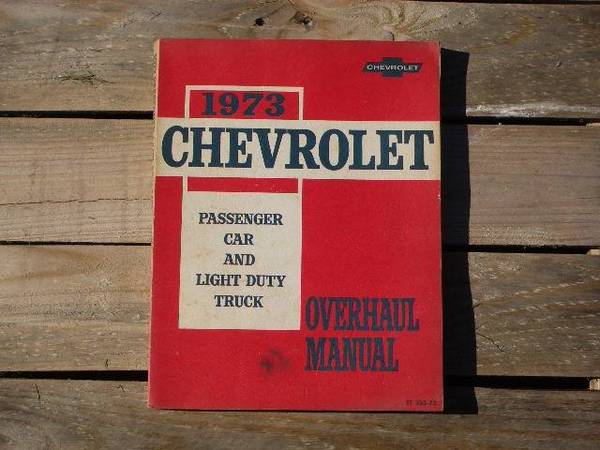 CHEVROLET
1973
CHEVROLET
PASSENGER
CAR
AND
LIGHT DUTY
TRUCK
OVERHAUL
MANUAL